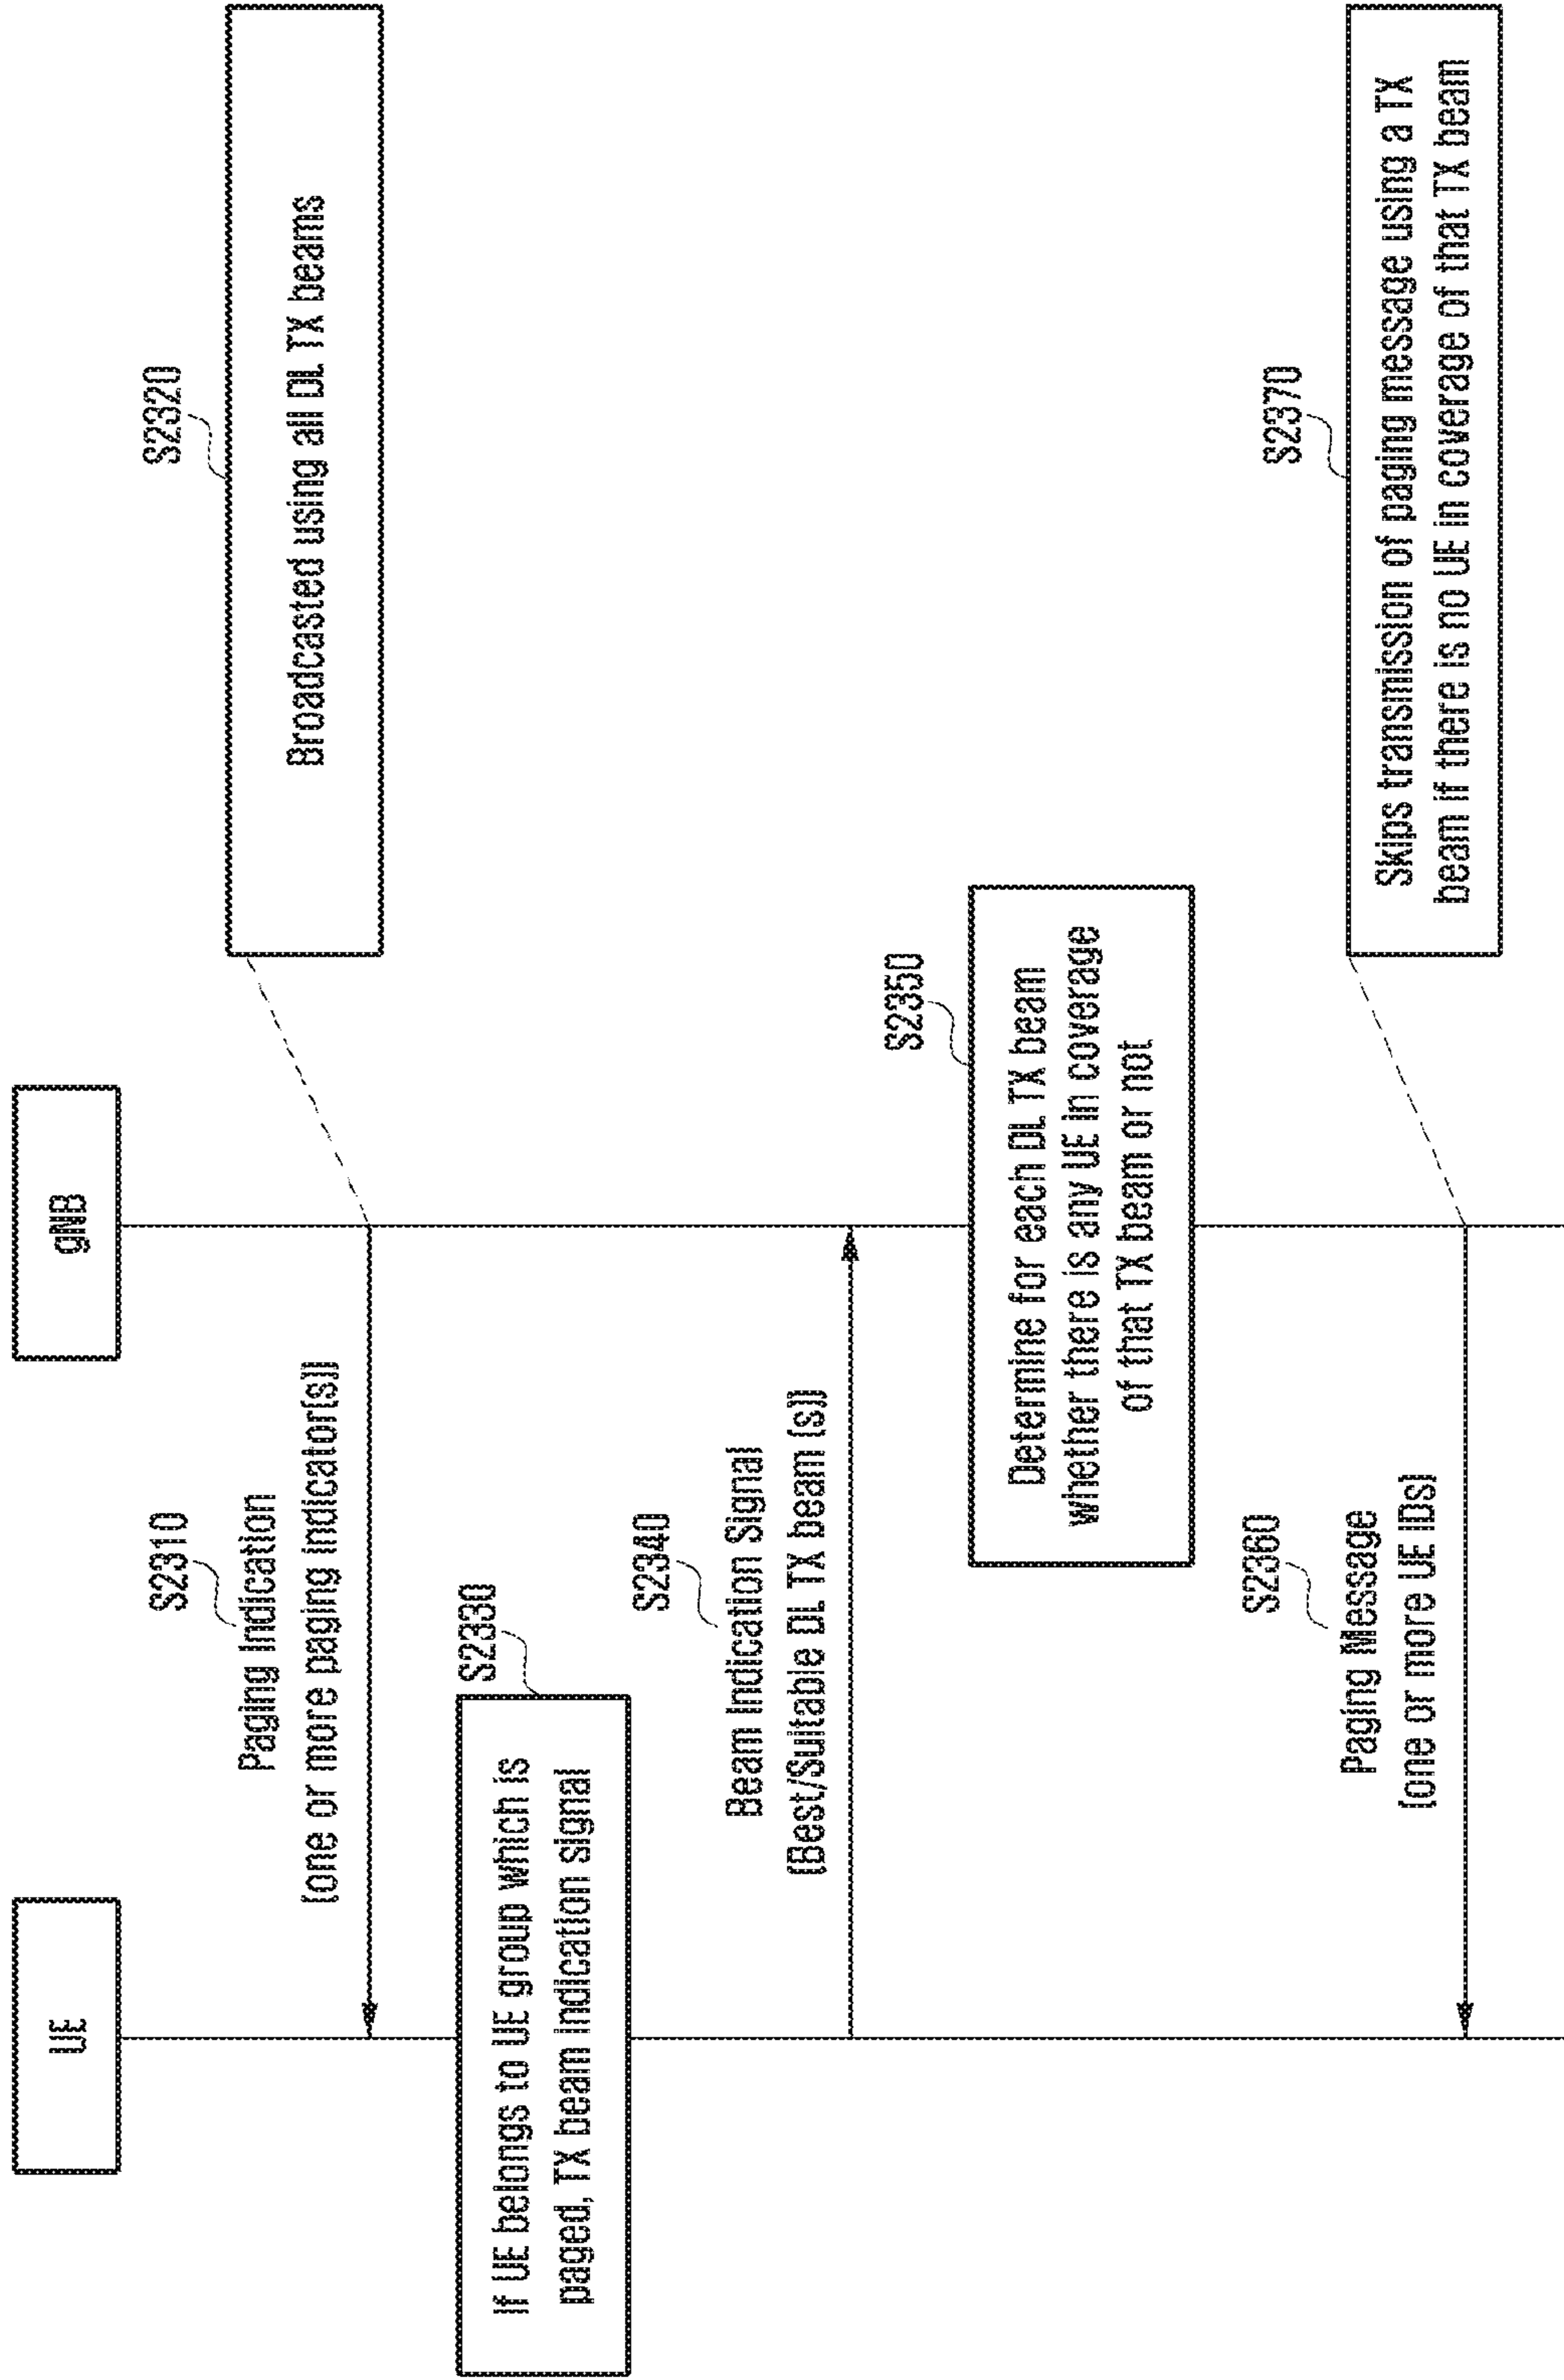 UE
gNB
S2310
Paging Indication
(one or more paging indicator(s))
S2320
Broadcasted using all DL TX beams
S2330
If UE belongs to UE group which is
paged, TX beam indication signal
S2340
Beam Indication Signal
(Best/Suitable DL TX beam (s))
S2350
Determine for each DL TX beam
whether there is any UE in coverage
of that TX beam or not
S2360
Paging Message
(one or more UE IDs)
S2370
Skips transmission of paging message using a TX
beam if there is no UE in coverage of that TX beam